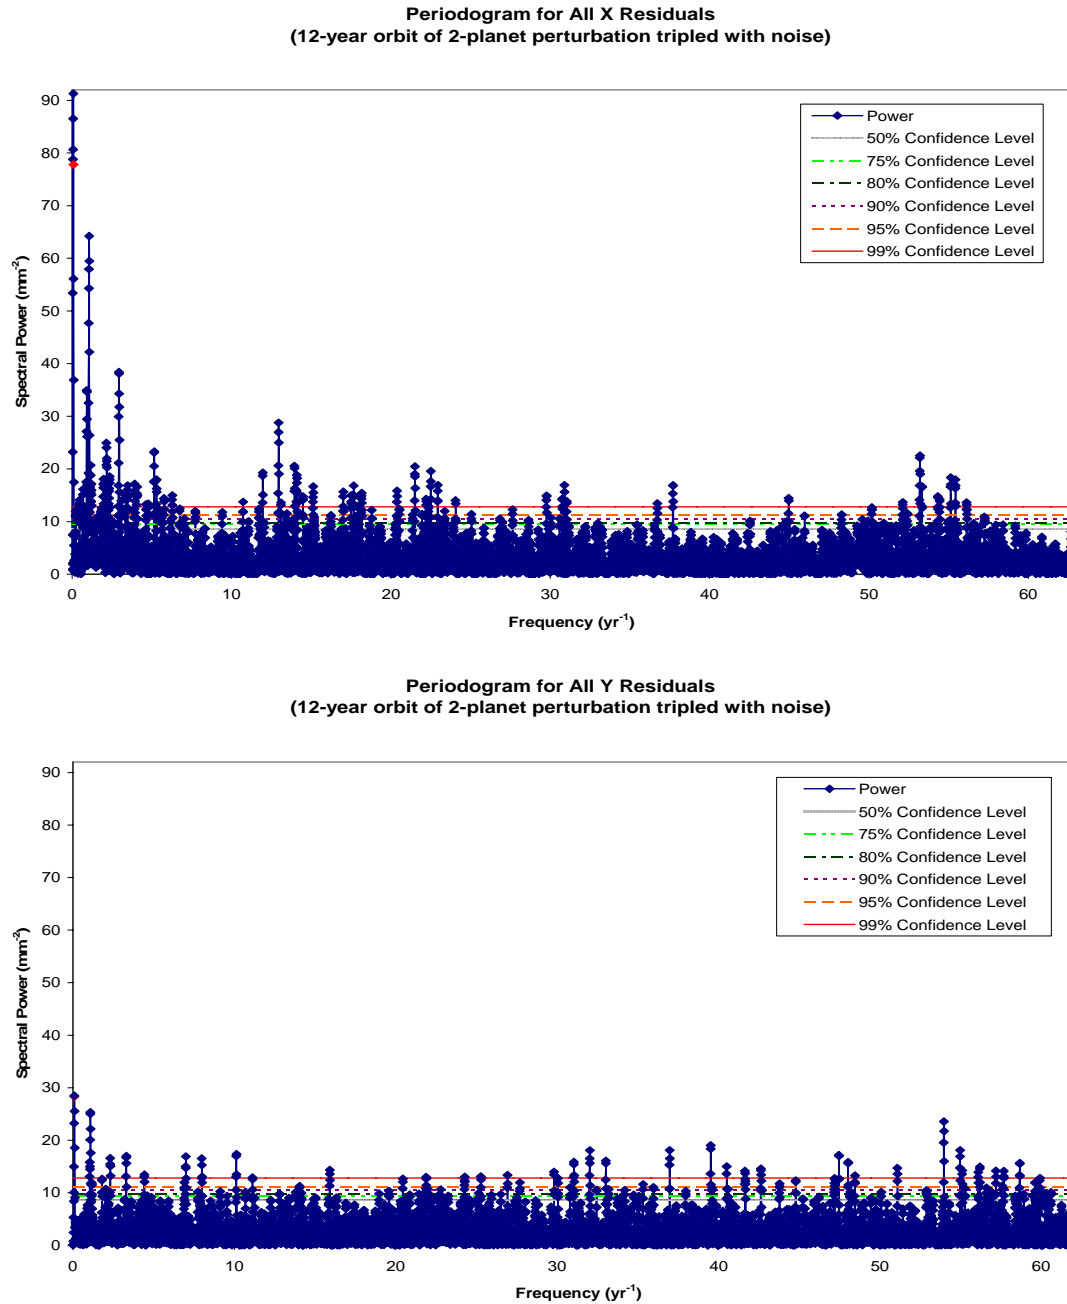 Periodogram for All X Residuals
(12-year orbit of 2-planet perturbation tripled with noise)
90
80
70
60
50
40
30
20
10
0
Spectral Power (mm-2)
Power
50% Confidence Level
75% Confidence Level
80% Confidence Level
90% Confidence Level
95% Confidence Level
99% Confidence Level
0 10 20 30 40 50 60
Frequency (yr-1)
Periodogram for All Y Residuals
(12-year orbit of 2-planet perturbation tripled with noise)
90
80
70
60
50
40
30
20
10
0
Spectral Power (mm-2)
Power
50% Confidence Level
75% Confidence Level
80% Confidence Level
90% Confidence Level
95% Confidence Level
99% Confidence Level
0 10 20 30 40 50 60
Frequency (yr-1)